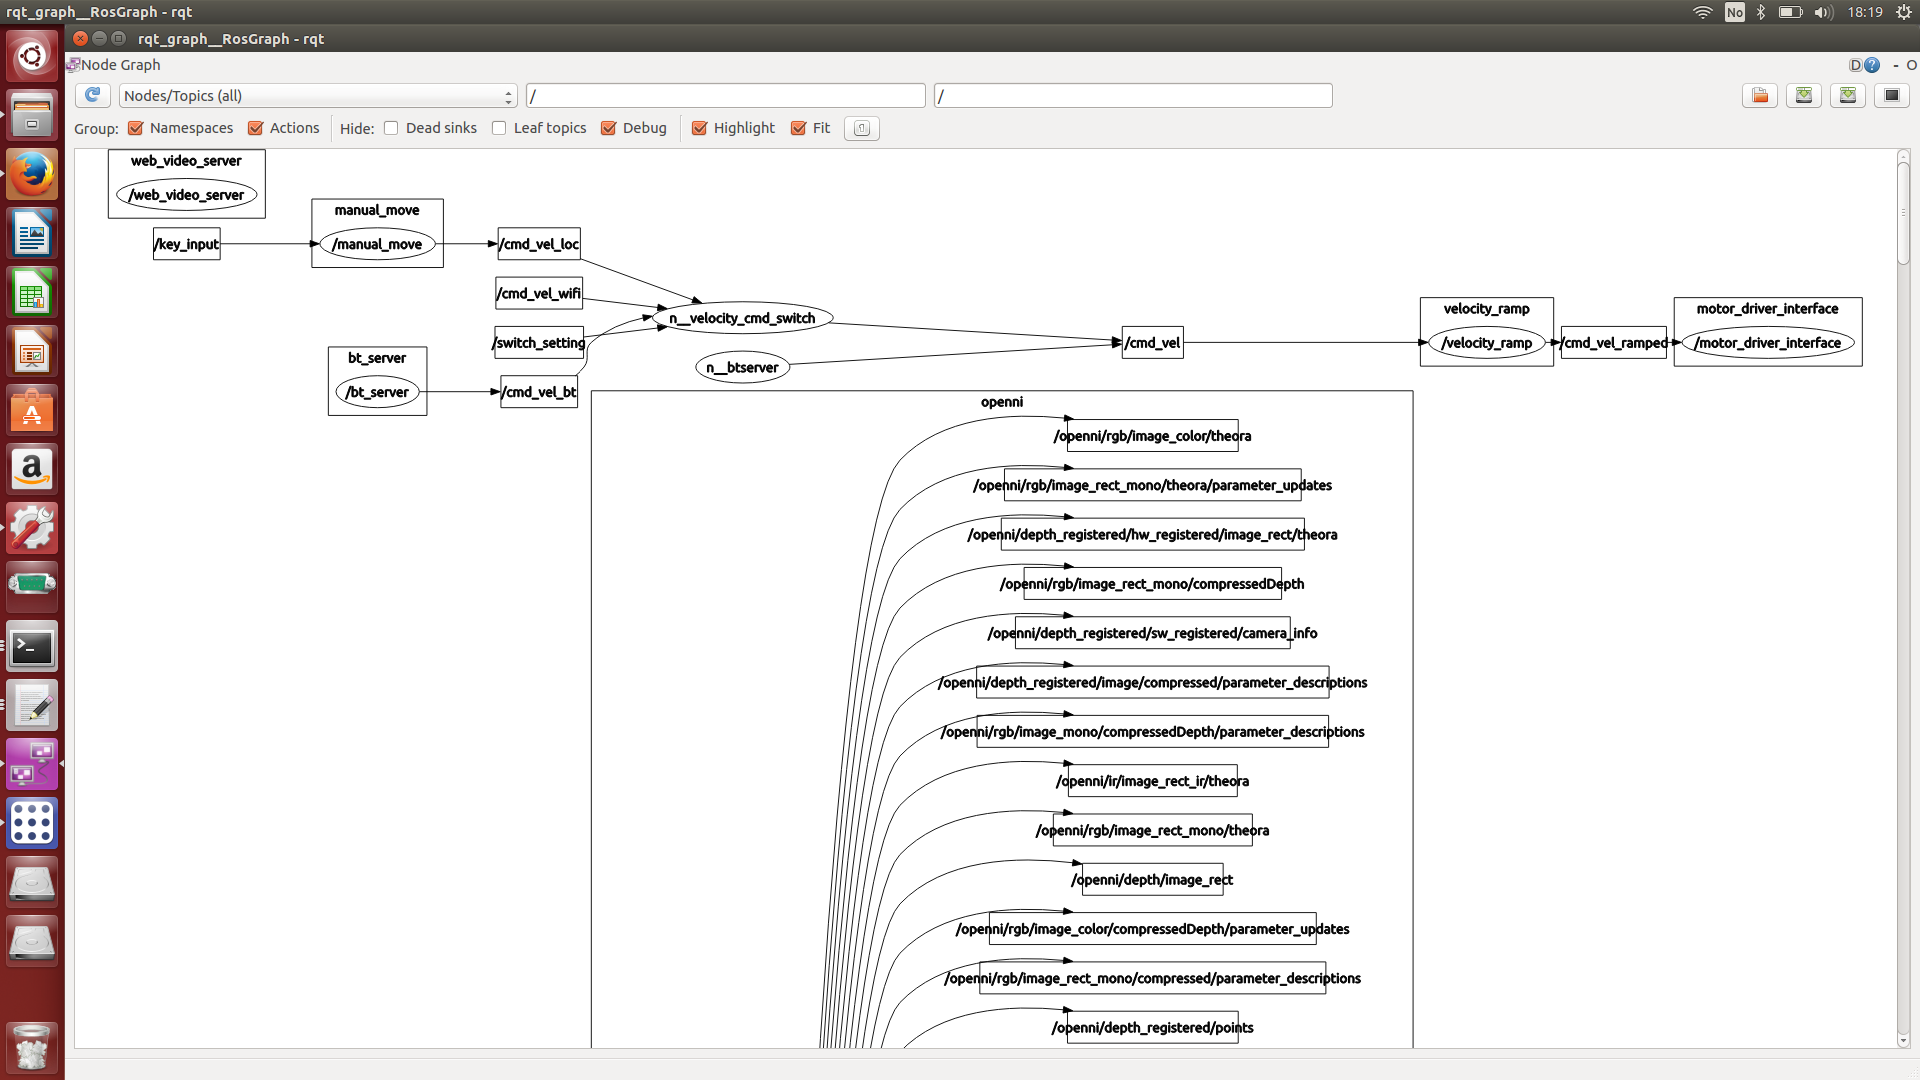 rqt_graph__RosGraph - rqt
No
18:19
rqt_graph__RosGraph - rqt
Node Graph
D
?
- O
Nodes/Topics (all)
/
/
Group:
Namespaces
Actions
Hide:
Dead sinks
Leaf topics
Debug
Highlight
Fit
web_video_server
/web_video_server
manual_move
/key_input
/manual_move
/cmd_vel_loc
/cmd_vel_wifi
n__velocity_cmd_switch
/switch_setting
bt_server
/bt_server
/cmd_vel_bt
n__btserver
/cmd_vel
velocity_ramp
/velocity_ramp
/cmd_vel_ramped
motor_driver_interface
/motor_driver_interface
openni
/openni/rgb/image_color/theora
/openni/rgb/image_rect_mono/theora/parameter_updates
/openni/depth_registered/hw_registered/image_rect/theora
/openni/rgb/image_rect_mono/compressedDepth
/openni/depth_registered/sw_registered/camera_info
/openni/depth_registered/image/compressed/parameter_descriptions
/openni/rgb/image_mono/compressedDepth/parameter_descriptions
/openni/ir/image_rect_ir/theora
/openni/rgb/image_rect_mono/theora
/openni/depth/image_rect
/openni/rgb/image_color/compressedDepth/parameter_updates
/openni/rgb/image_rect_mono/compressed/parameter_descriptions
/openni/depth_registered/points